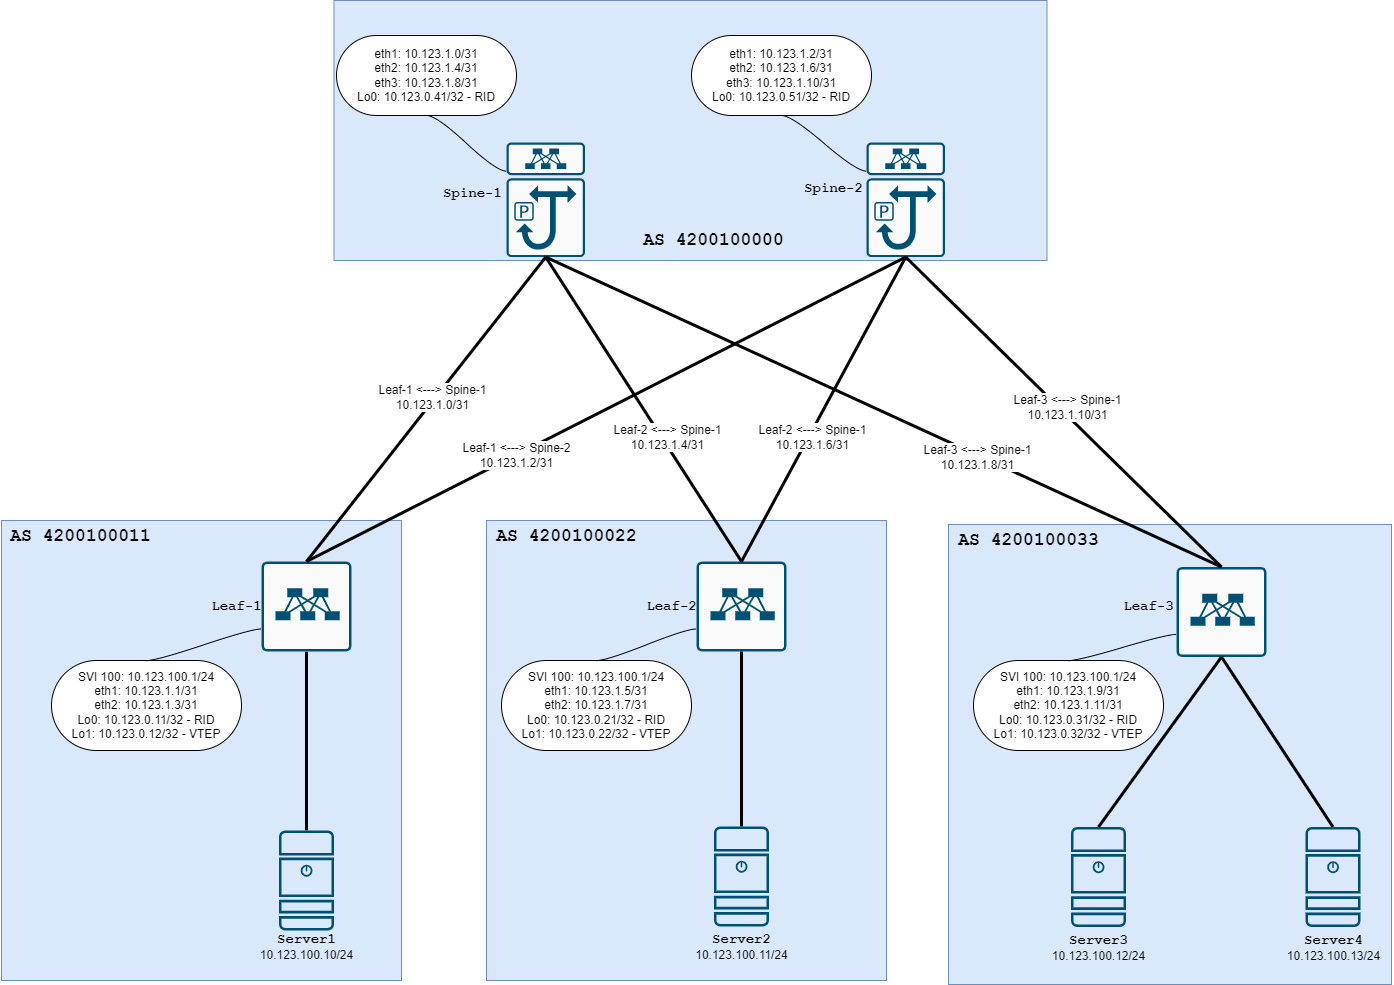 eth1: 10.123.1.0/31
eth2: 10.123.1.4/31
eth3: 10.123.1.8/31
Lo0: 10.123.0.41/32 - RID
eth1: 10.123.1.2/31
eth2: 10.123.1.6/31
eth3: 10.123.1.10/31
Lo0: 10.123.0.51/32 - RID
Spine-1
P
Spine-2
P
AS 4200100000
Leaf-1 <---> Spine-1
10.123.1.0/31
Leaf-1 <---> Spine-2
10.123.1.2/31
Leaf-2 <---> Spine-1
10.123.1.4/31
Leaf-2 <---> Spine-1
10.123.1.6/31
Leaf-3 <---> Spine-1
10.123.1.8/31
Leaf-3 <---> Spine-1
10.123.1.10/31
AS 4200100011
Leaf-1
SVI 100: 10.123.100.1/24
eth1: 10.123.1.1/31
eth2: 10.123.1.3/31
Lo0: 10.123.0.11/32 - RID
Lo1: 10.123.0.12/32 - VTEP
Server1
10.123.100.10/24
AS 4200100022
Leaf-2
SVI 100: 10.123.100.1/24
eth1: 10.123.1.5/31
eth2: 10.123.1.7/31
Lo0: 10.123.0.21/32 - RID
Lo1: 10.123.0.22/32 - VTEP
Server2
10.123.100.11/24
AS 4200100033
Leaf-3
SVI 100: 10.123.100.1/24
eth1: 10.123.1.9/31
eth2: 10.123.1.11/31
Lo0: 10.123.0.31/32 - RID
Lo1: 10.123.0.32/32 - VTEP
Server3
10.123.100.12/24
Server4
10.123.100.13/24